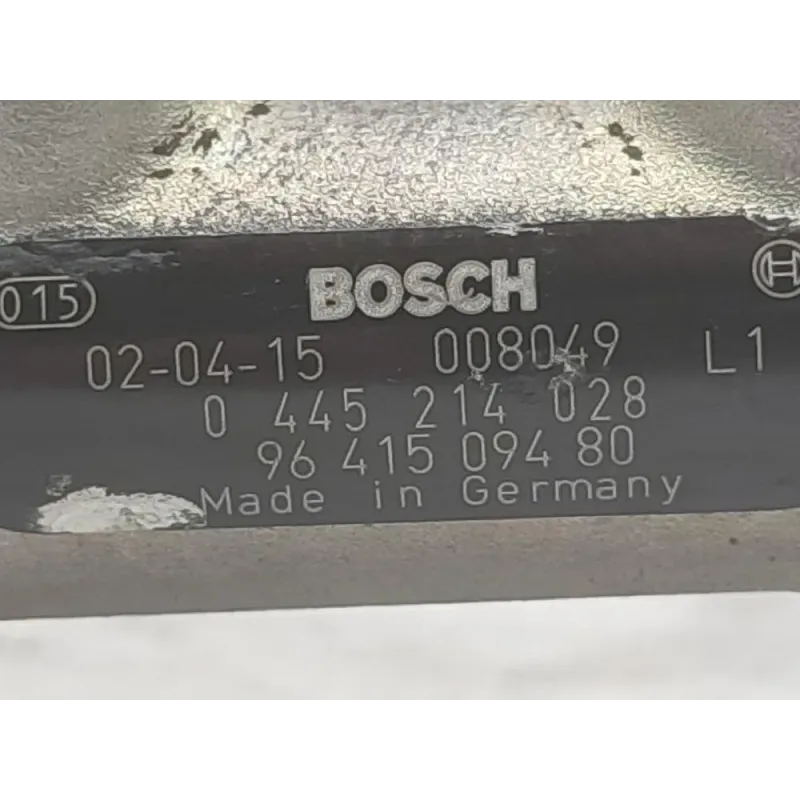 015 BOSCH
02-04-15 008049 L1
0 445 214 028
96 415 094 80
Made in Germany